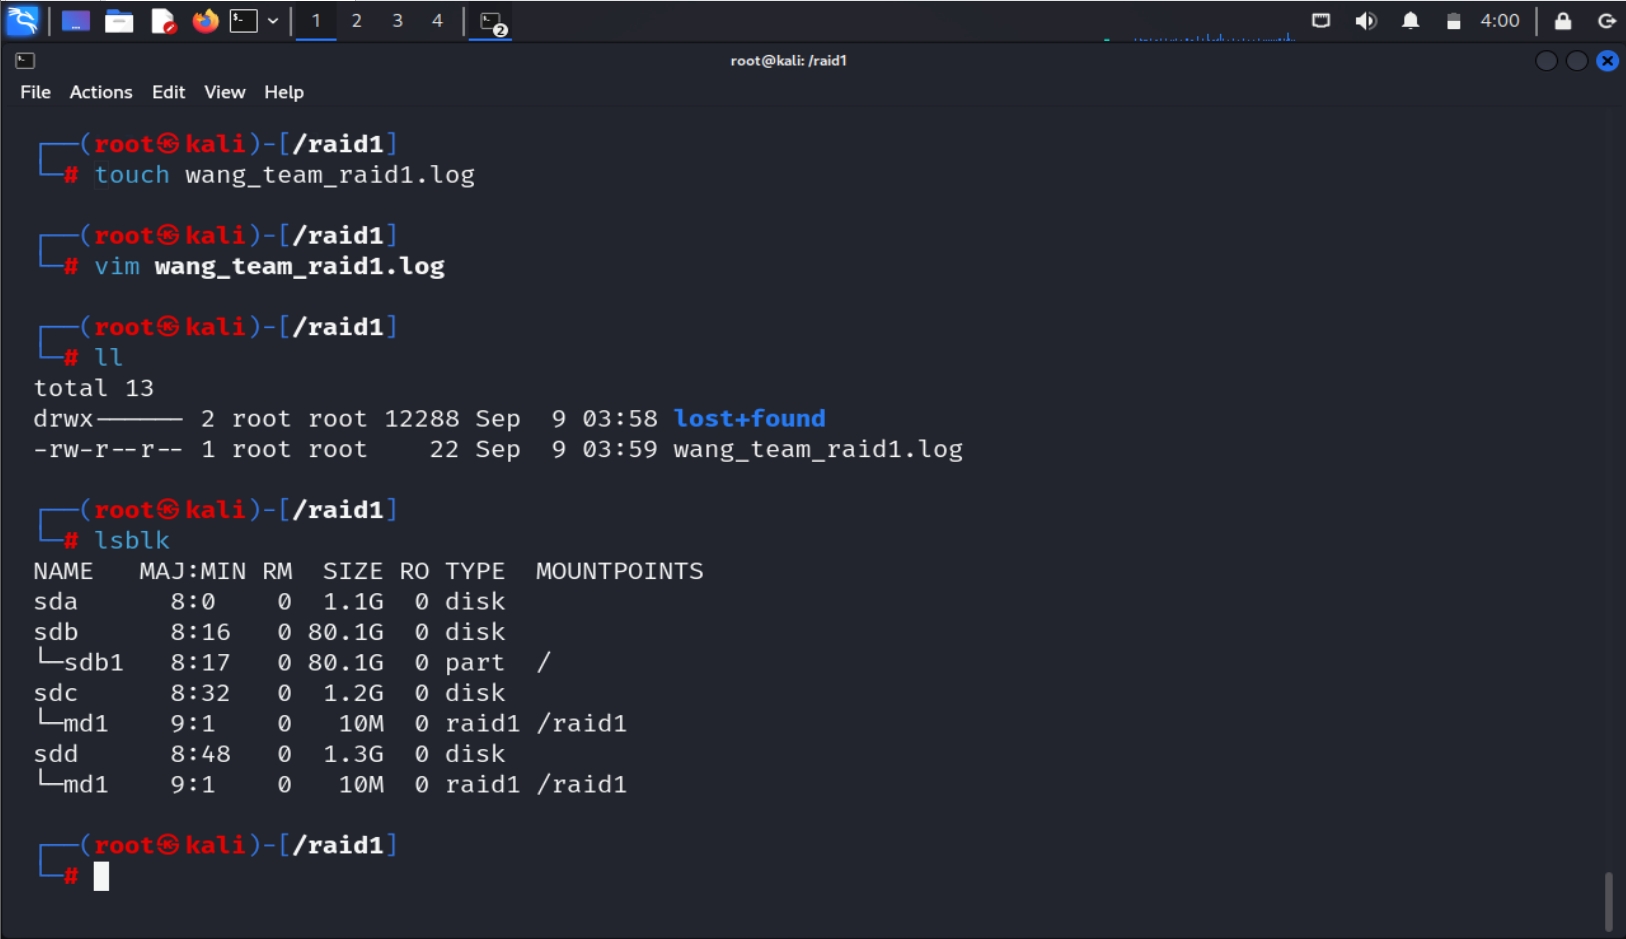 1 2 3 4 2 4:00
root@kali: /raid1
File Actions Edit View Help
┌──(root㉿kali)-[/raid1]
└─# touch wang_team_raid1.log
┌──(root㉿kali)-[/raid1]
└─# vim wang_team_raid1.log
┌──(root㉿kali)-[/raid1]
└─# ll
total 13
drwx------ 2 root root 12288 Sep  9 03:58 lost+found
-rw-r--r-- 1 root root    22 Sep  9 03:59 wang_team_raid1.log
┌──(root㉿kali)-[/raid1]
└─# lsblk
NAME   MAJ:MIN RM  SIZE RO TYPE  MOUNTPOINTS
sda      8:0    0  1.1G  0 disk
sdb      8:16   0 80.1G  0 disk
└─sdb1   8:17   0 80.1G  0 part  /
sdc      8:32   0  1.2G  0 disk
└─md1    9:1    0   10M  0 raid1 /raid1
sdd      8:48   0  1.3G  0 disk
└─md1    9:1    0   10M  0 raid1 /raid1
┌──(root㉿kali)-[/raid1]
└─#